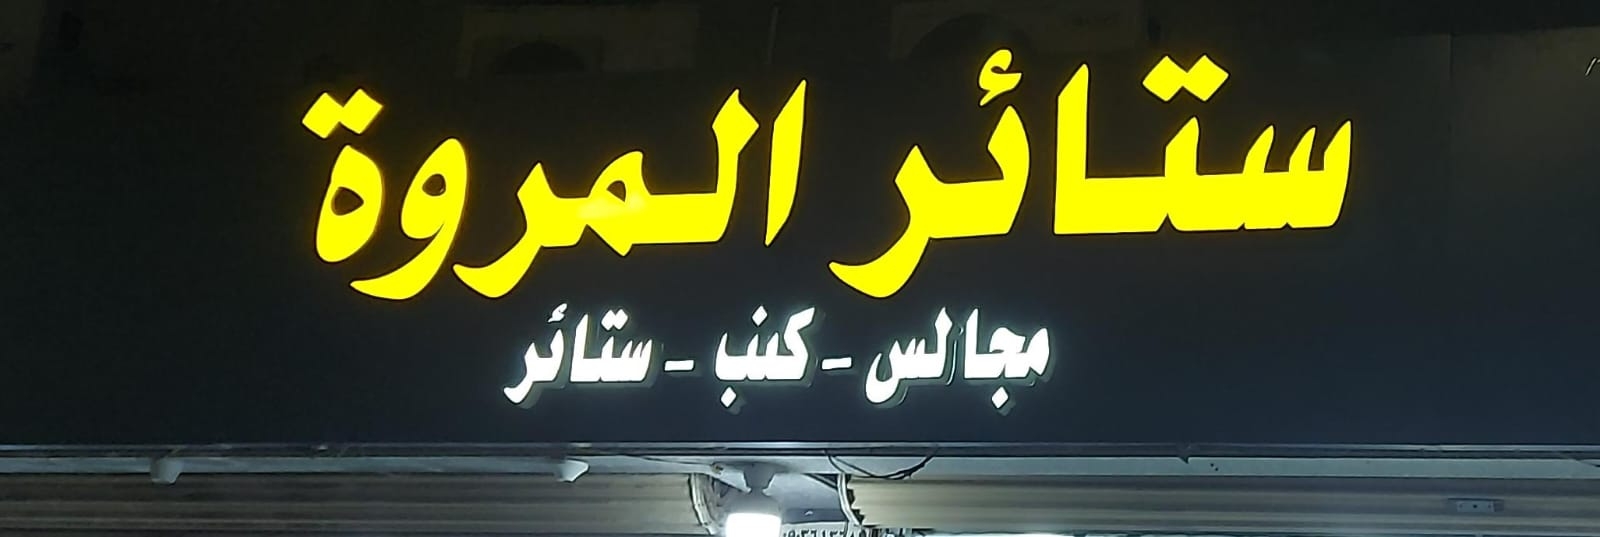 ستائر المروة
مجالس - كنب - ستائر